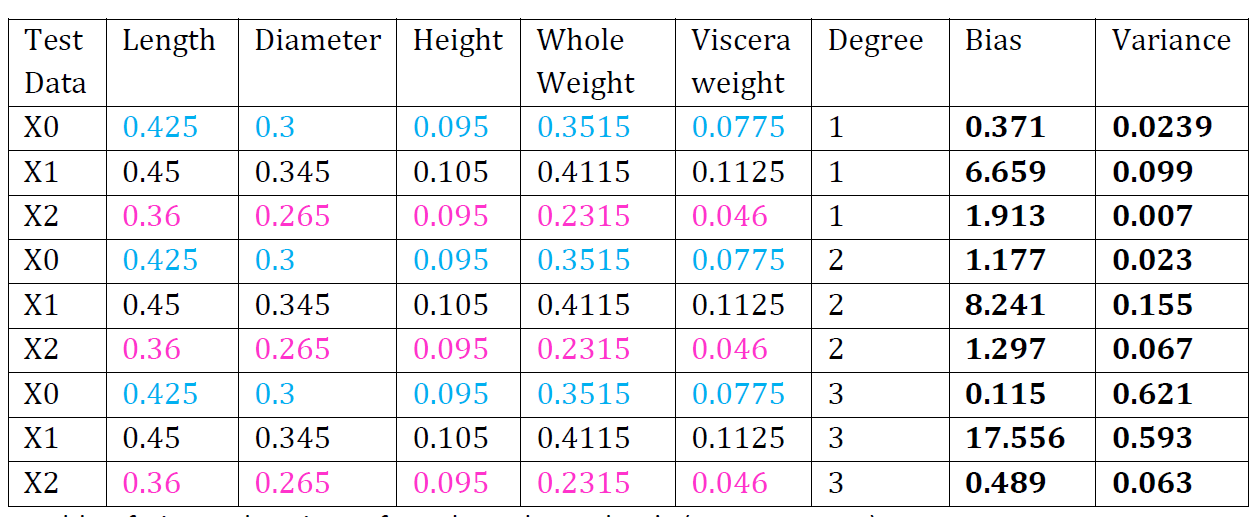 Test Data Length Diameter Height Whole Weight Viscera weight Degree Bias Variance
X0 0.425 0.3 0.095 0.3515 0.0775 1 0.371 0.0239
X1 0.45 0.345 0.105 0.4115 0.1125 1 6.659 0.099
X2 0.36 0.265 0.095 0.2315 0.046 1 1.913 0.007
X0 0.425 0.3 0.095 0.3515 0.0775 2 1.177 0.023
X1 0.45 0.345 0.105 0.4115 0.1125 2 8.241 0.155
X2 0.36 0.265 0.095 0.2315 0.046 2 1.297 0.067
X0 0.425 0.3 0.095 0.3515 0.0775 3 0.115 0.621
X1 0.45 0.345 0.105 0.4115 0.1125 3 17.556 0.593
X2 0.36 0.265 0.095 0.2315 0.046 3 0.489 0.063